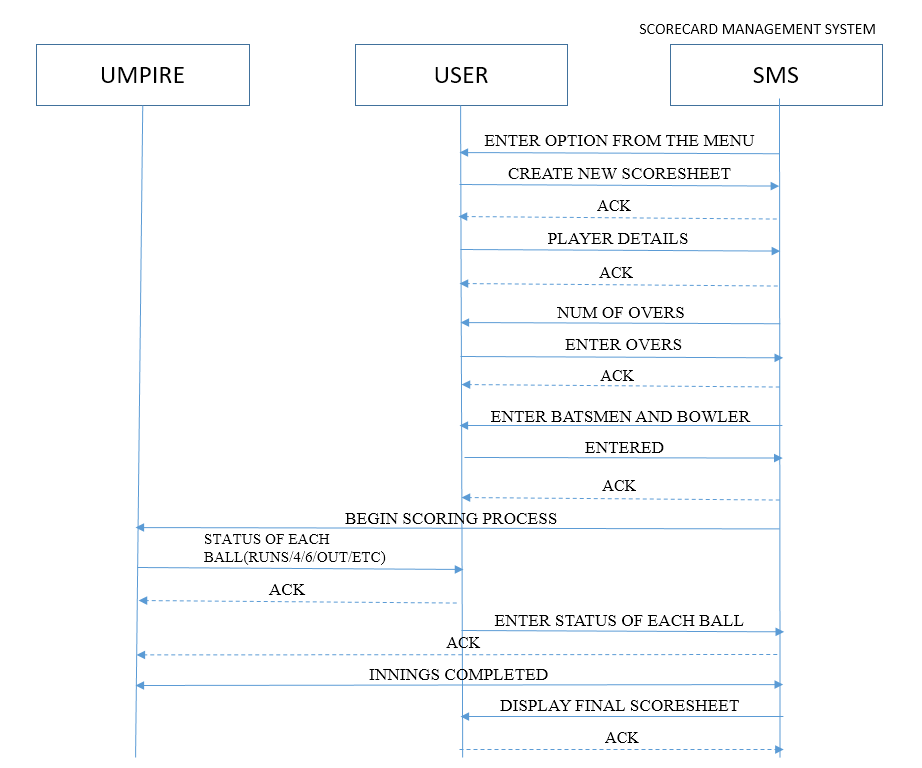 SCORECARD MANAGEMENT SYSTEM
UMPIRE
USER
SMS
ENTER OPTION FROM THE MENU
CREATE NEW SCORESHEET
ACK
PLAYER DETAILS
ACK
NUM OF OVERS
ENTER OVERS
ACK
ENTER BATSMEN AND BOWLER
ENTERED
ACK
BEGIN SCORING PROCESS
STATUS OF EACH
BALL(RUNS/4/6/OUT/ETC)
ACK
ENTER STATUS OF EACH BALL
ACK
INNINGS COMPLETED
DISPLAY FINAL SCORESHEET
ACK